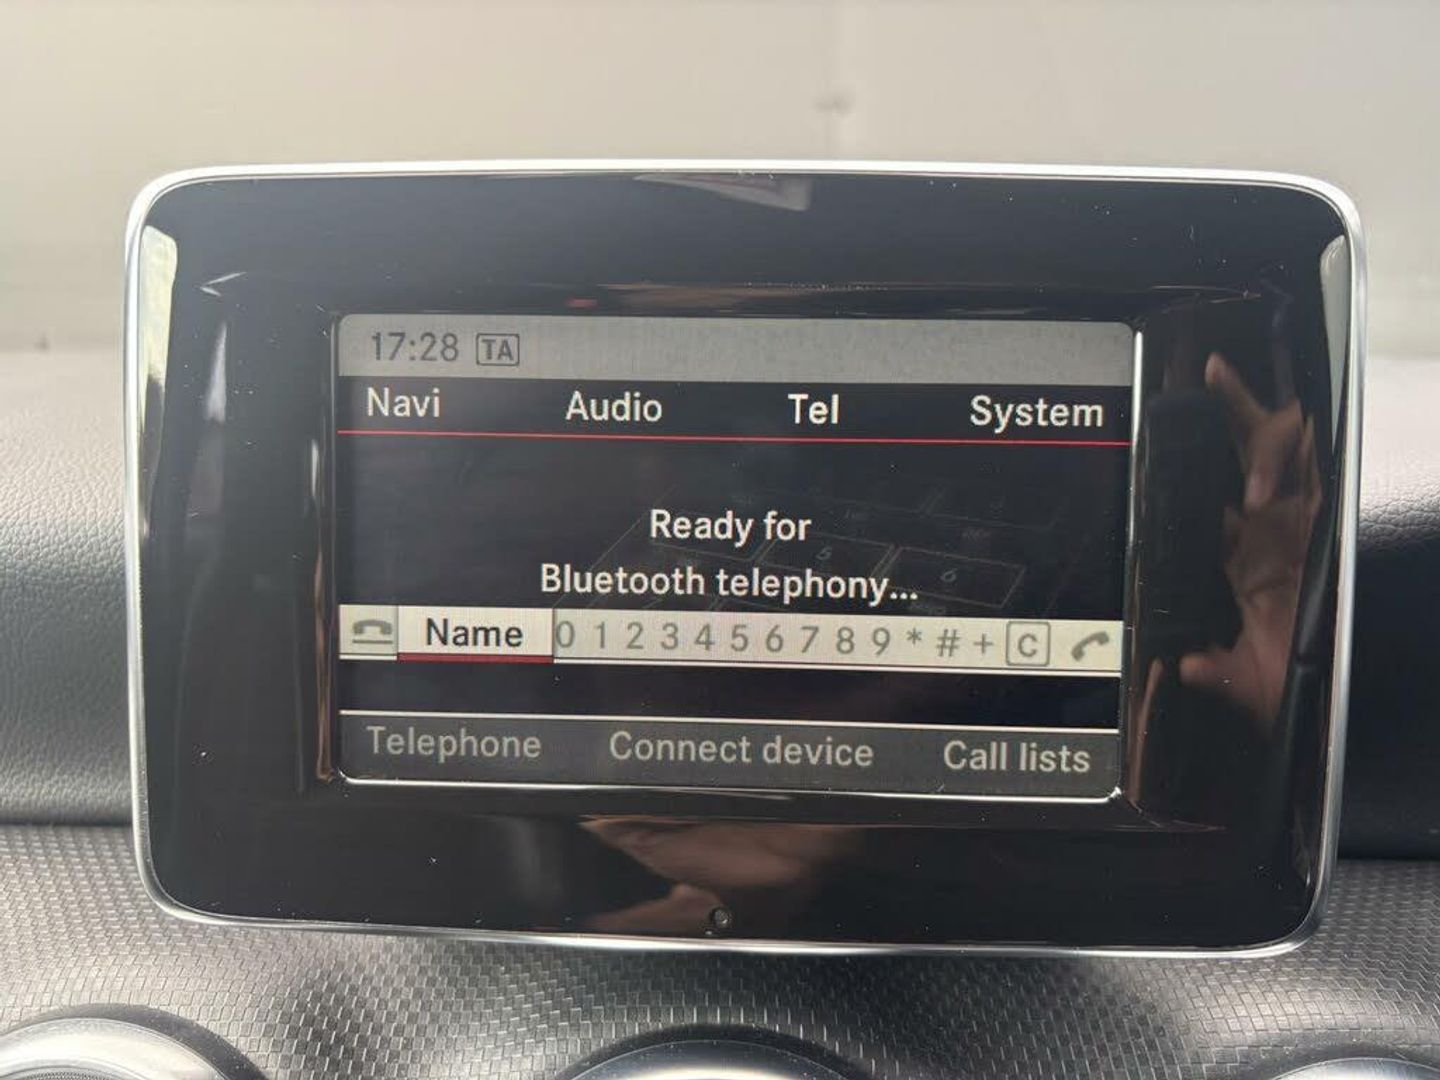 17:28 TA
Navi Audio Tel System
Ready for
Bluetooth telephony...
Name 0 1 2 3 4 5 6 7 8 9 * # + C
Telephone Connect device Call lists